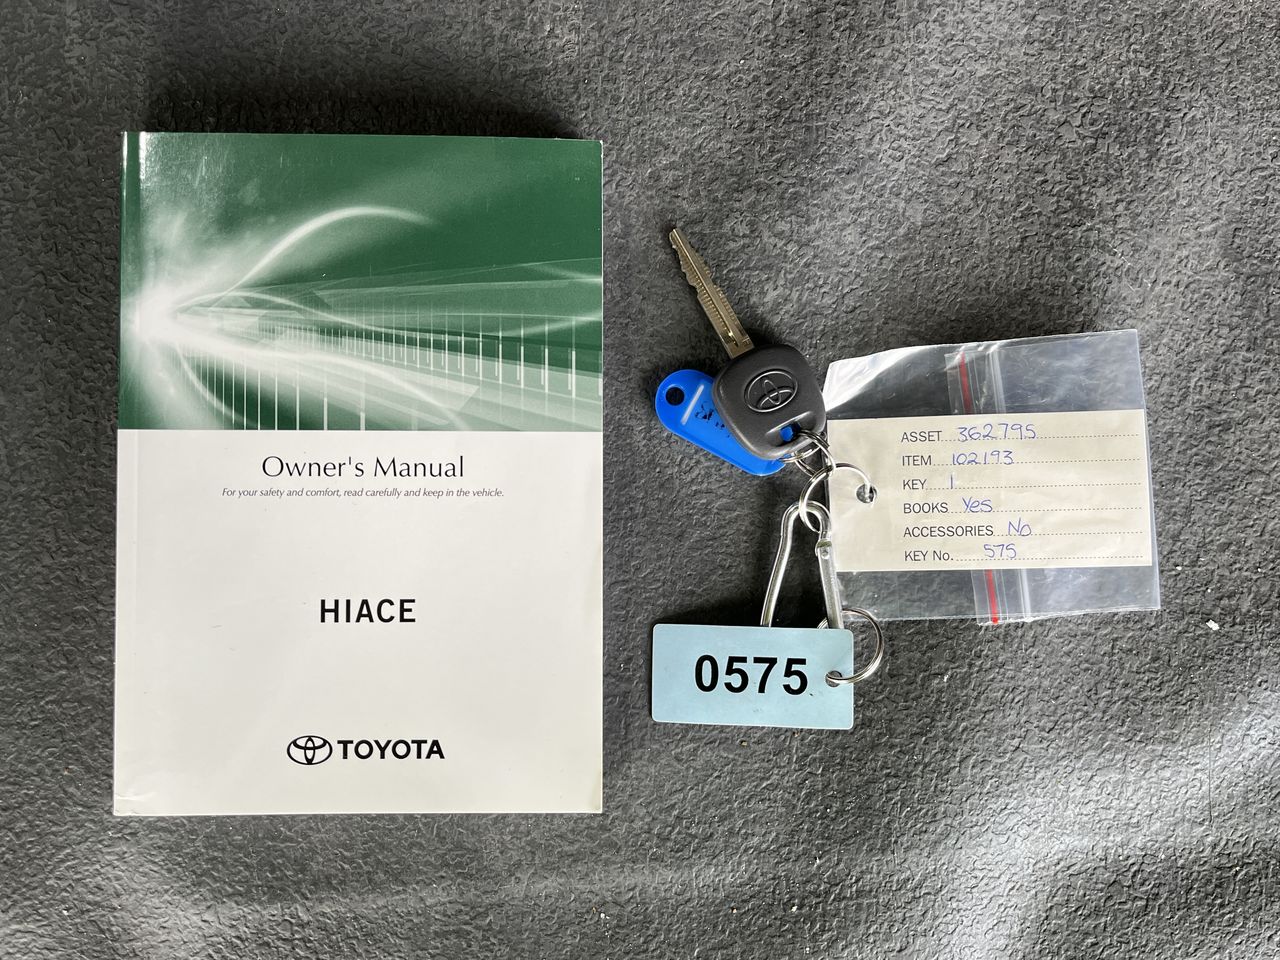 Owner's Manual
For your safety and comfort, read carefully and keep in the vehicle.
HIACE
TOYOTA
ASSET 362795
ITEM 102193
KEY 1
BOOKS Yes
ACCESSORIES No
KEY No. 575
0575